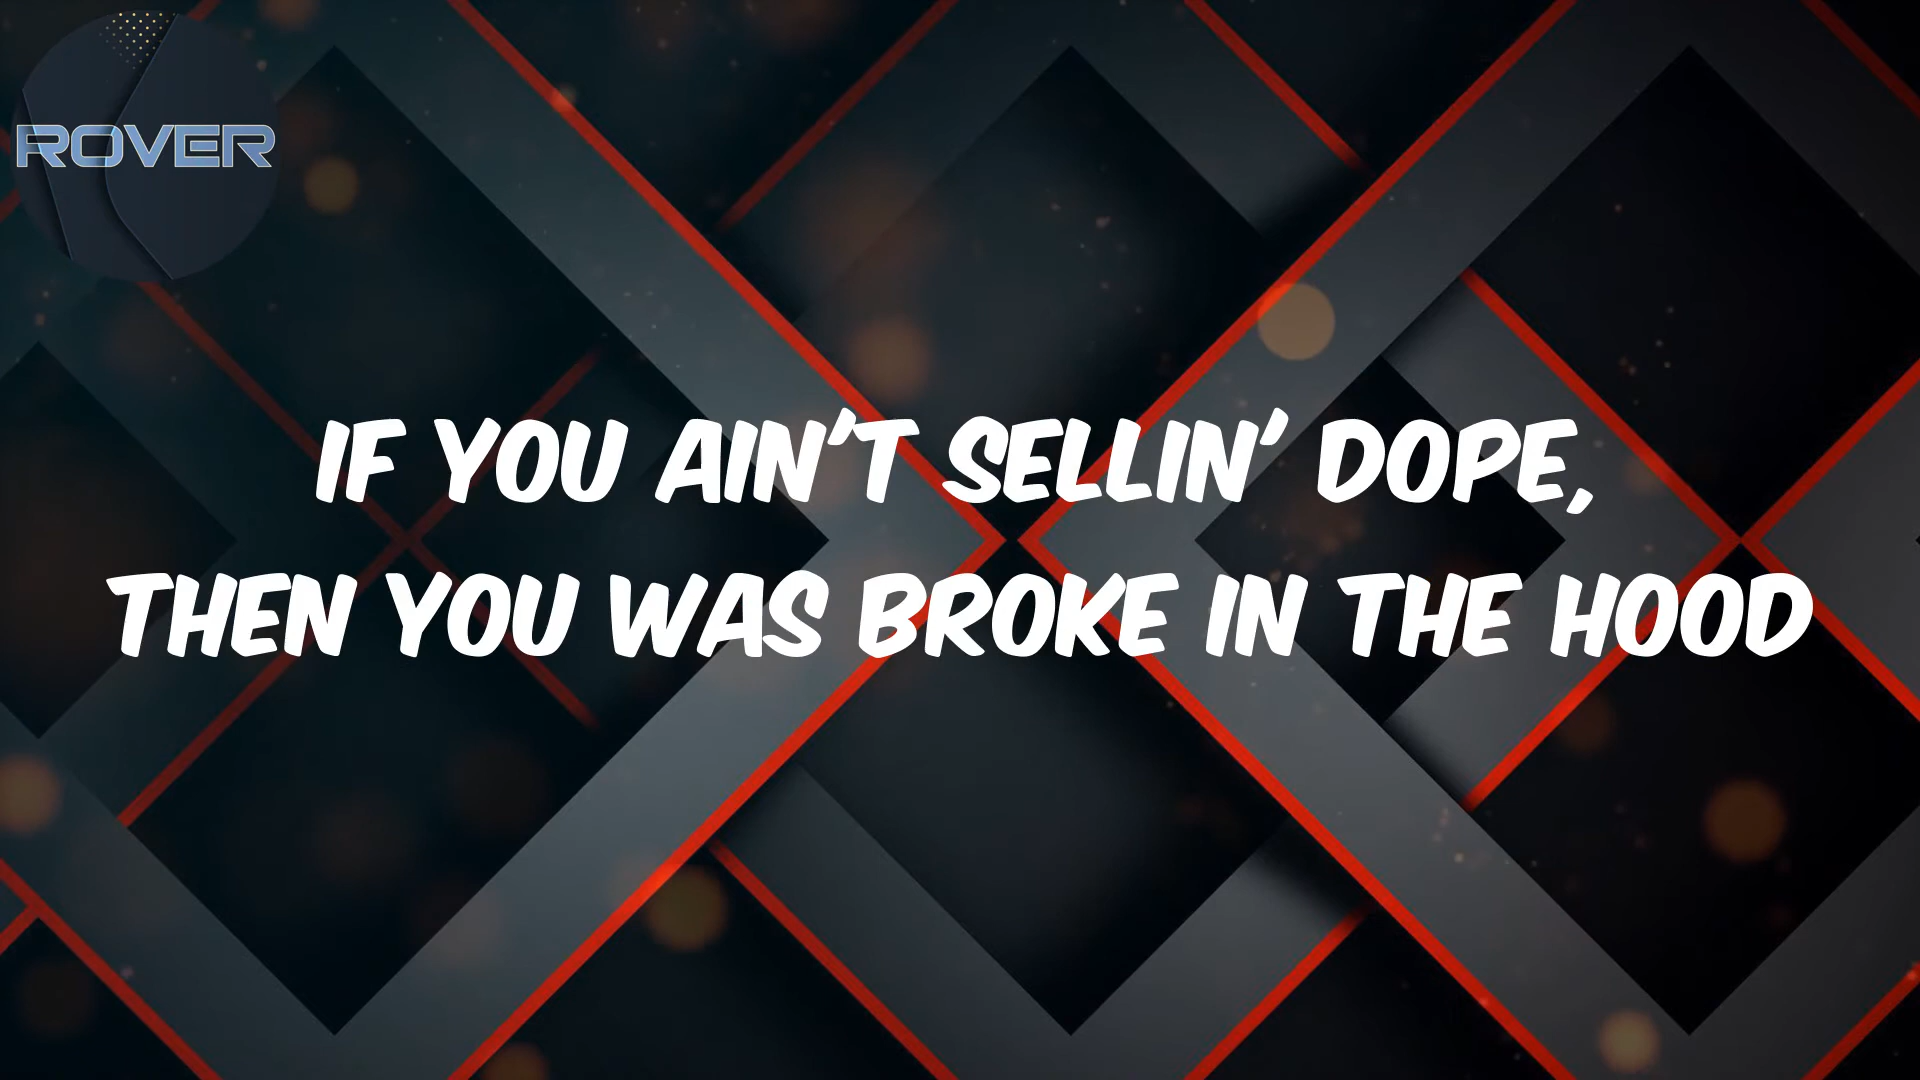 ROVER
IF YOU AIN'T SELLIN' DOPE,
THEN YOU WAS BROKE IN THE HOOD